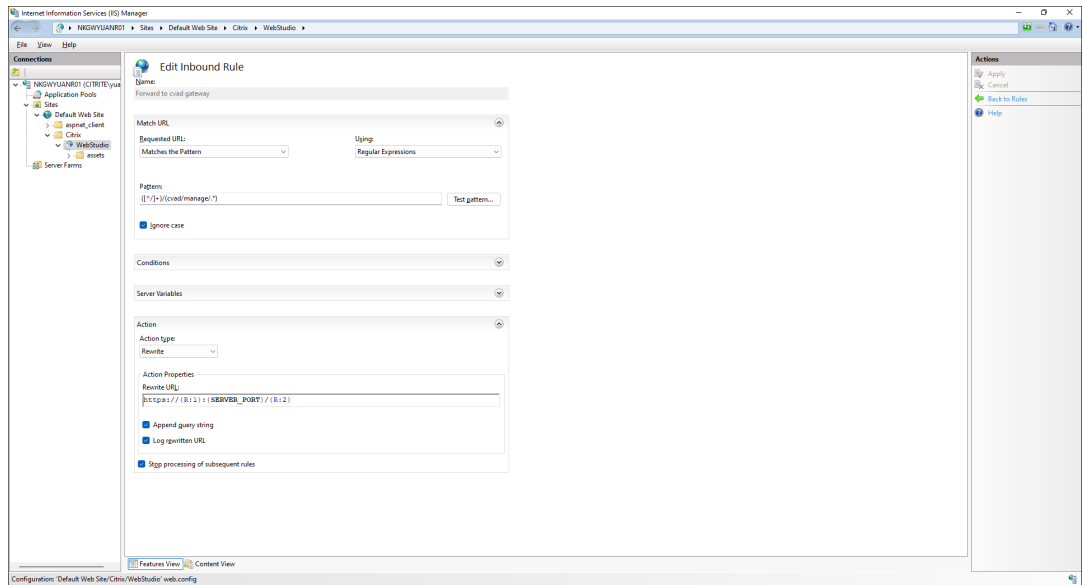 Internet Information Services (IIS) Manager
NKGWYUANR01 Sites Default Web Site Citrix WebStudio
File View Help
Connections
NKGWYUANR01 (CITRITE\yua
Application Pools
Sites
Default Web Site
aspnet_client
Citrix
WebStudio
assets
Server Farms
Edit Inbound Rule
Name:
Forward to cvad gateway
Match URL
Requested URL: Using:
Matches the Pattern Regular Expressions
Pattern:
([^/]+)/(cvad/manage/.*) Test pattern...
Ignore case
Conditions
Server Variables
Action
Action type:
Rewrite
Action Properties
Rewrite URL:
https://{R:1}:{SERVER_PORT}/{R:2}
Append query string
Log rewritten URL
Stop processing of subsequent rules
Actions
Apply
Cancel
Back to Rules
Help
Features View Content View
Configuration: 'Default Web Site/Citrix/WebStudio' web.config